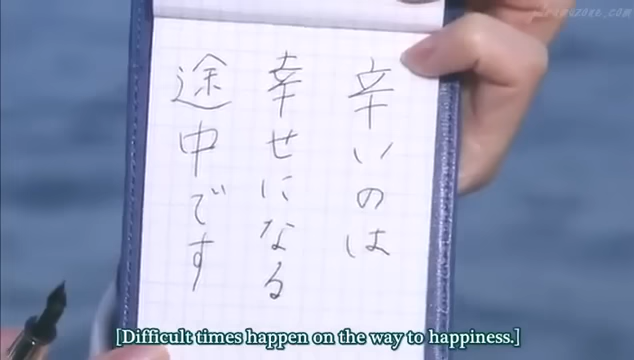 辛いのは
幸せになる
途中です
[Difficult times happen on the way to happiness.]